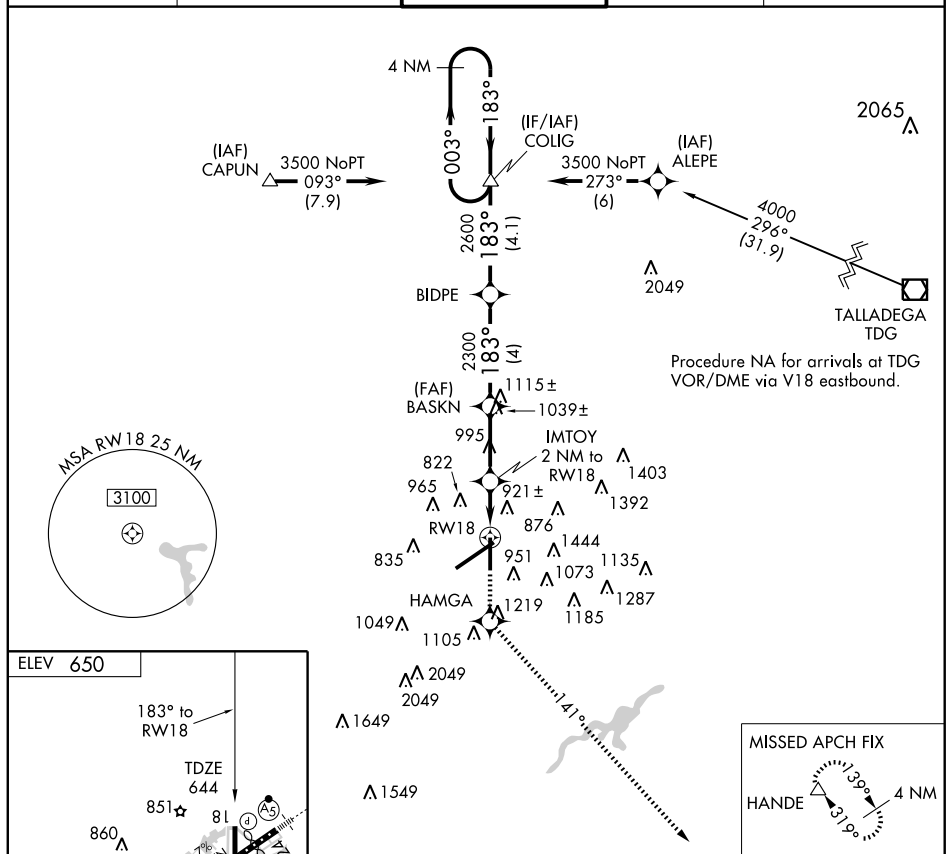 4 NM
183°
003°
(IF/IAF)
COLIG
2065
(IAF)
CAPUN
3500 NoPT
093°
(7.9)
3500 NoPT
273°
(6)
(IAF)
ALEPE
4000
296°
(31.9)
2600
183°
(4.1)
2049
TALLADEGA
TDG
BIDPE
Procedure NA for arrivals at TDG
VOR/DME via V18 eastbound.
2300
183°
(4)
(FAF)
BASKN
1115±
1039±
995
IMTOY
2 NM to
RW18
MSA RW18 25 NM
3100
822
965
921±
1403
1392
876
RW18
835
1444
951
1073
1135
HAMGA
1219
1185
1287
1049
1105
2049
2049
1649
1549
141°
ELEV 650
183° to
RW18
TDZE
644
851
18
P
A5
860
MISSED APCH FIX
HANDE
139°
319°
4 NM